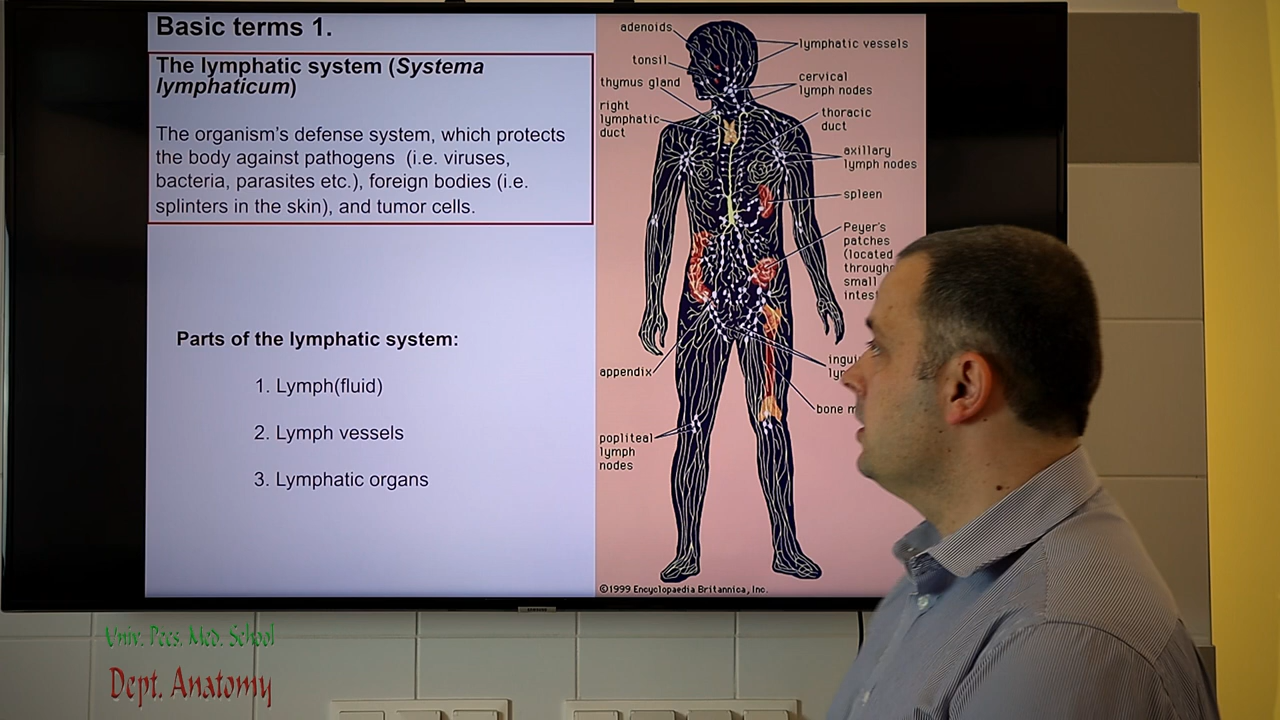 Basic terms 1.
The lymphatic system (Systema
lymphaticum)
The organism's defense system, which protects
the body against pathogens (i.e. viruses,
bacteria, parasites etc.), foreign bodies (i.e.
splinters in the skin), and tumor cells.
Parts of the lymphatic system:
1. Lymph(fluid)
2. Lymph vessels
3. Lymphatic organs
adenoids
tonsil
thymus gland
right
lymphatic
duct
appendix
popliteal
lymph
nodes
lymphatic vessels
cervical
lymph nodes
thoracic
duct
axillary
lymph nodes
spleen
Peyer's
patches
(located
small
bone
©1999 Encyclopaedia Britannica, Inc.
SAMSUNG
Univ. Pecs. Med. School
Dept. Anatomy